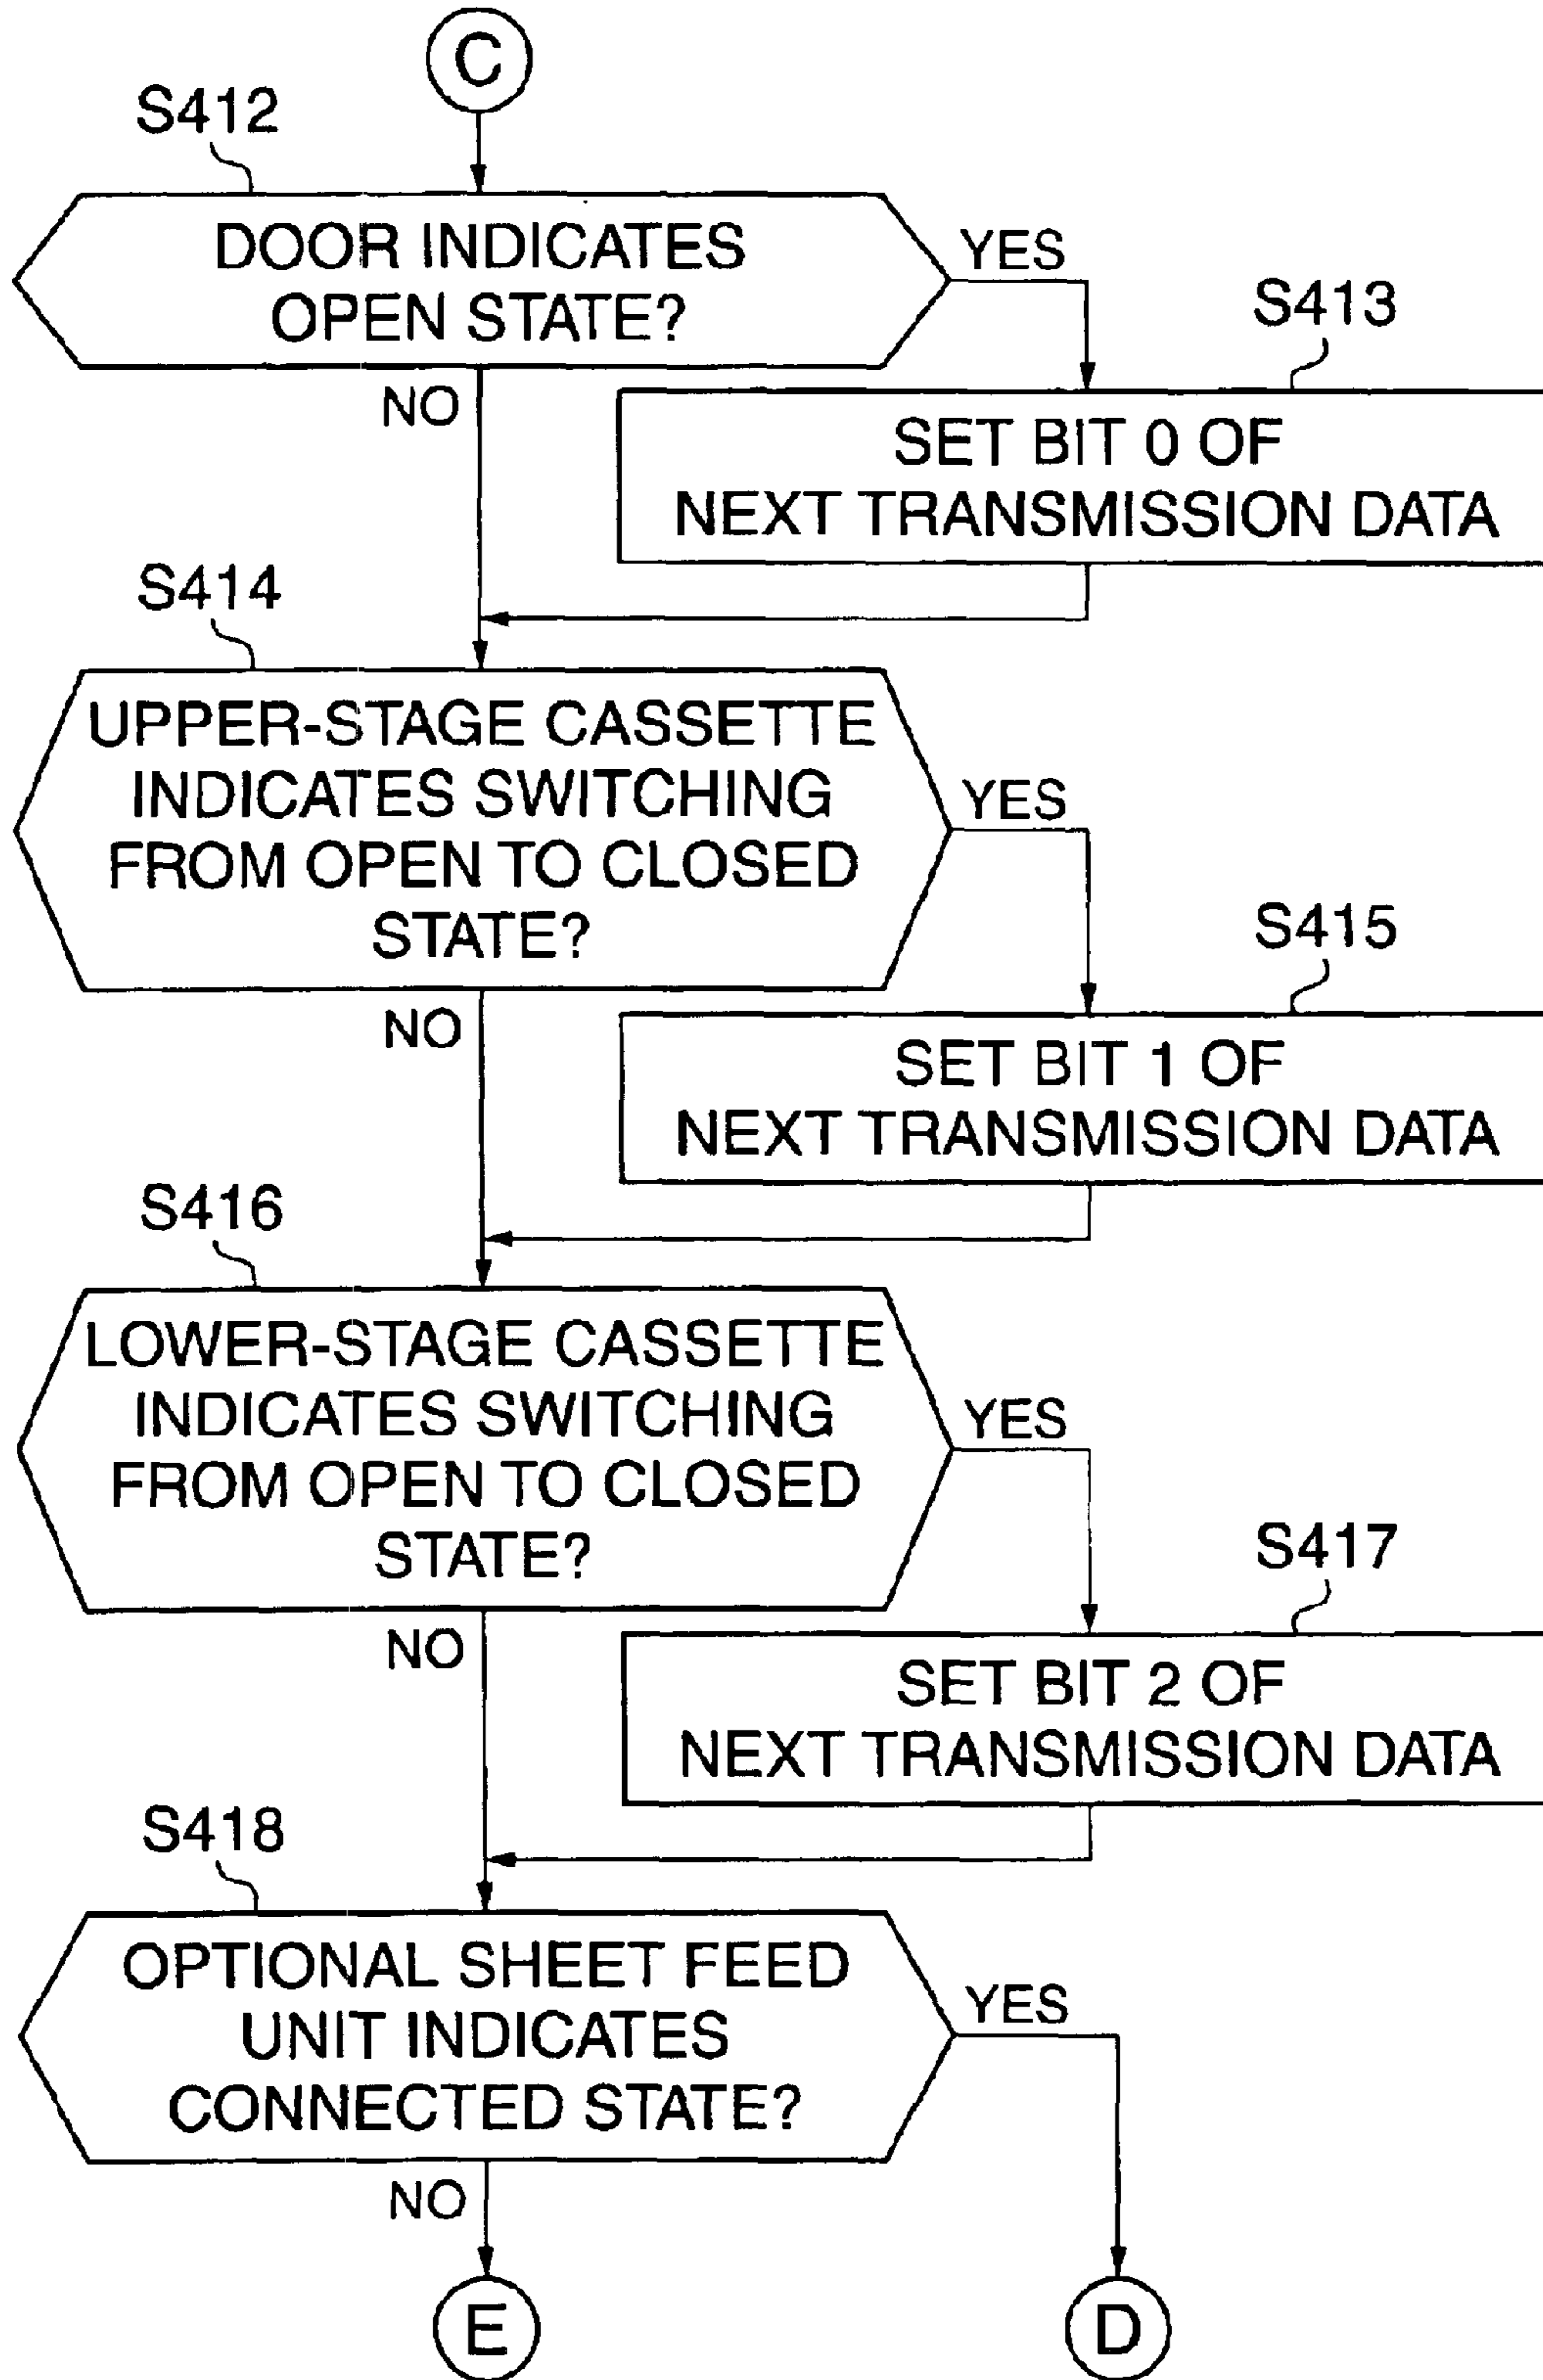 C
S412
DOOR INDICATES
OPEN STATE?
YES
NO
S413
SET BIT 0 OF
NEXT TRANSMISSION DATA
S414
UPPER-STAGE CASSETTE
INDICATES SWITCHING
FROM OPEN TO CLOSED
STATE?
YES
NO
S415
SET BIT 1 OF
NEXT TRANSMISSION DATA
S416
LOWER-STAGE CASSETTE
INDICATES SWITCHING
FROM OPEN TO CLOSED
STATE?
YES
NO
S417
SET BIT 2 OF
NEXT TRANSMISSION DATA
S418
OPTIONAL SHEET FEED
UNIT INDICATES
CONNECTED STATE?
YES
NO
E
D